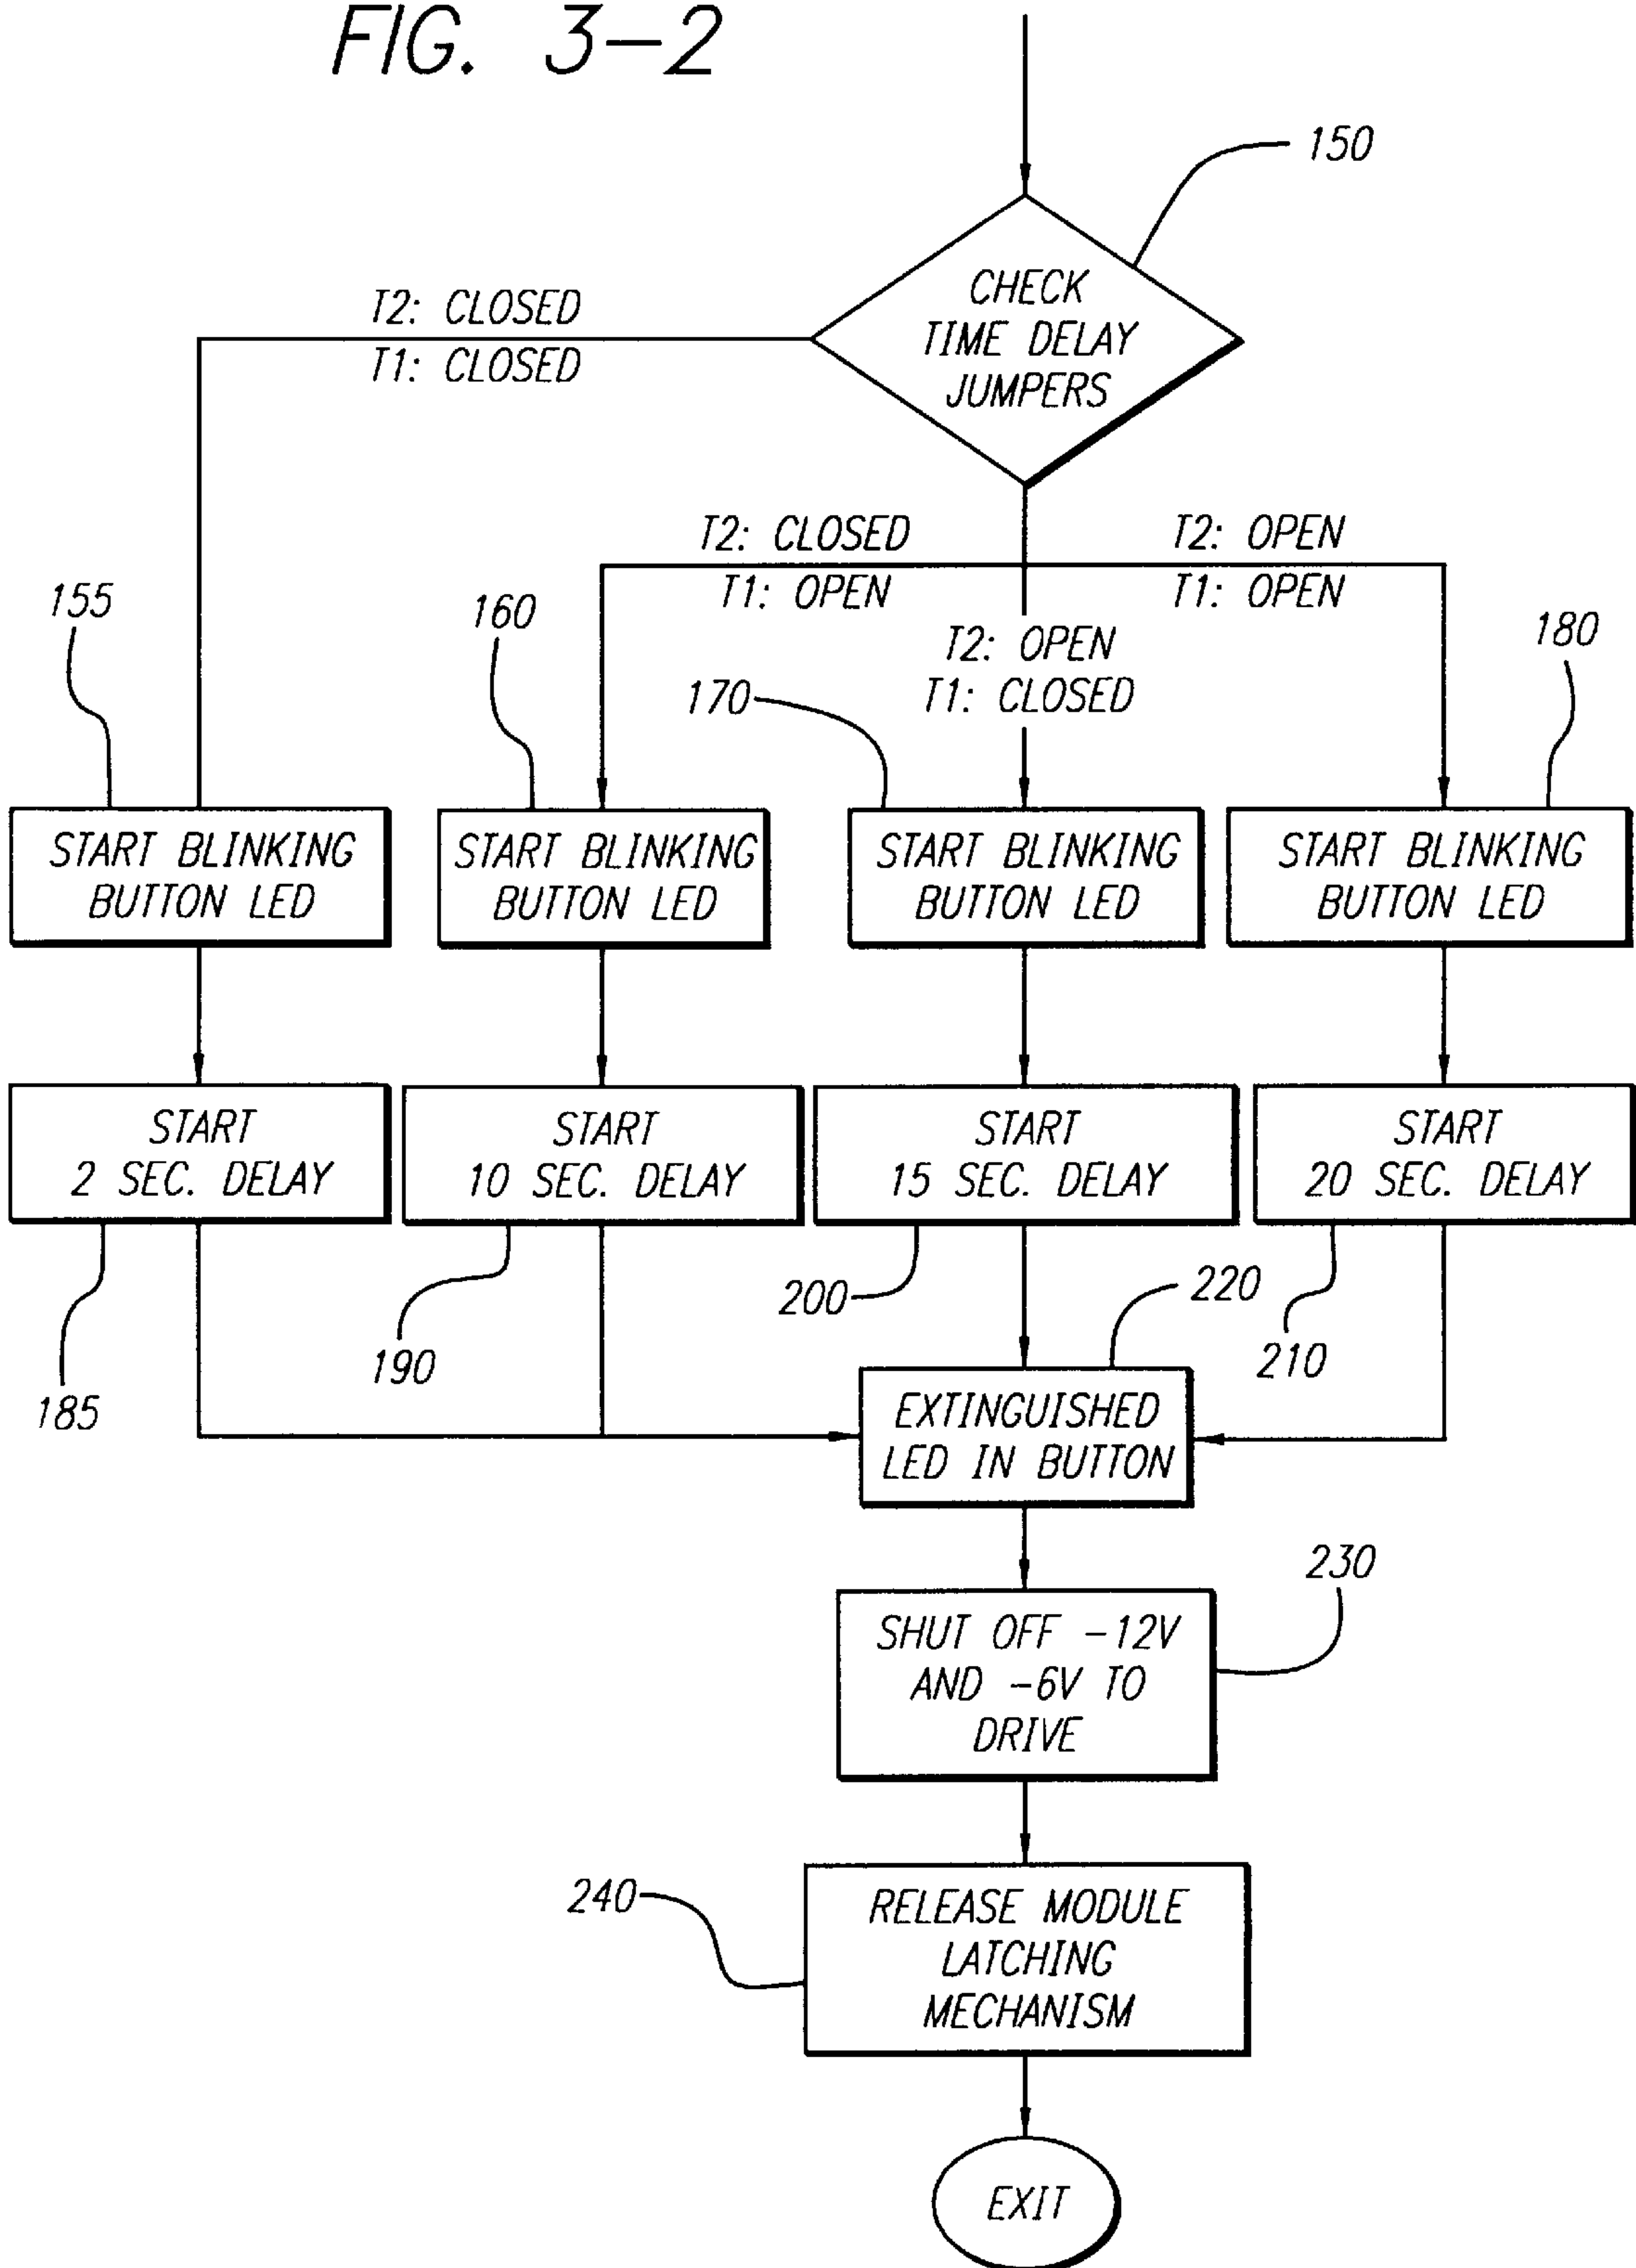 FIG. 3-2
150
CHECK
TIME DELAY
JUMPERS
T2: CLOSED
T1: CLOSED
T2: CLOSED
T1: OPEN
T2: OPEN
T1: OPEN
T2: OPEN
T1: CLOSED
155
160
170
180
START BLINKING
BUTTON LED
START BLINKING
BUTTON LED
START BLINKING
BUTTON LED
START BLINKING
BUTTON LED
START
2 SEC. DELAY
START
10 SEC. DELAY
START
15 SEC. DELAY
START
20 SEC. DELAY
185
190
200
220
210
EXTINGUISHED
LED IN BUTTON
230
SHUT OFF -12V
AND -6V TO
DRIVE
240
RELEASE MODULE
LATCHING
MECHANISM
EXIT